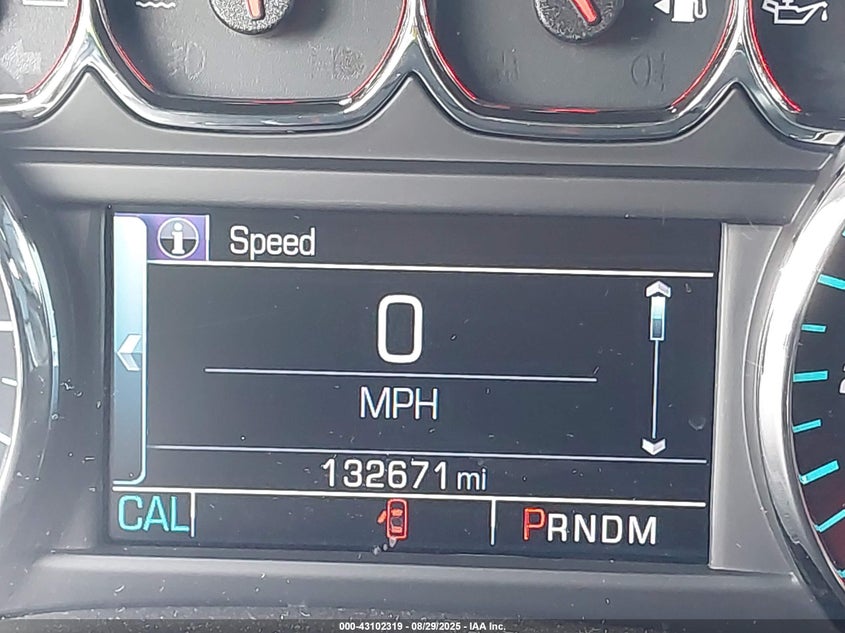 Speed
0
MPH
132671 mi
CAL
PRNDM
000-43102319 - 08/29/2025 - IAA Inc.